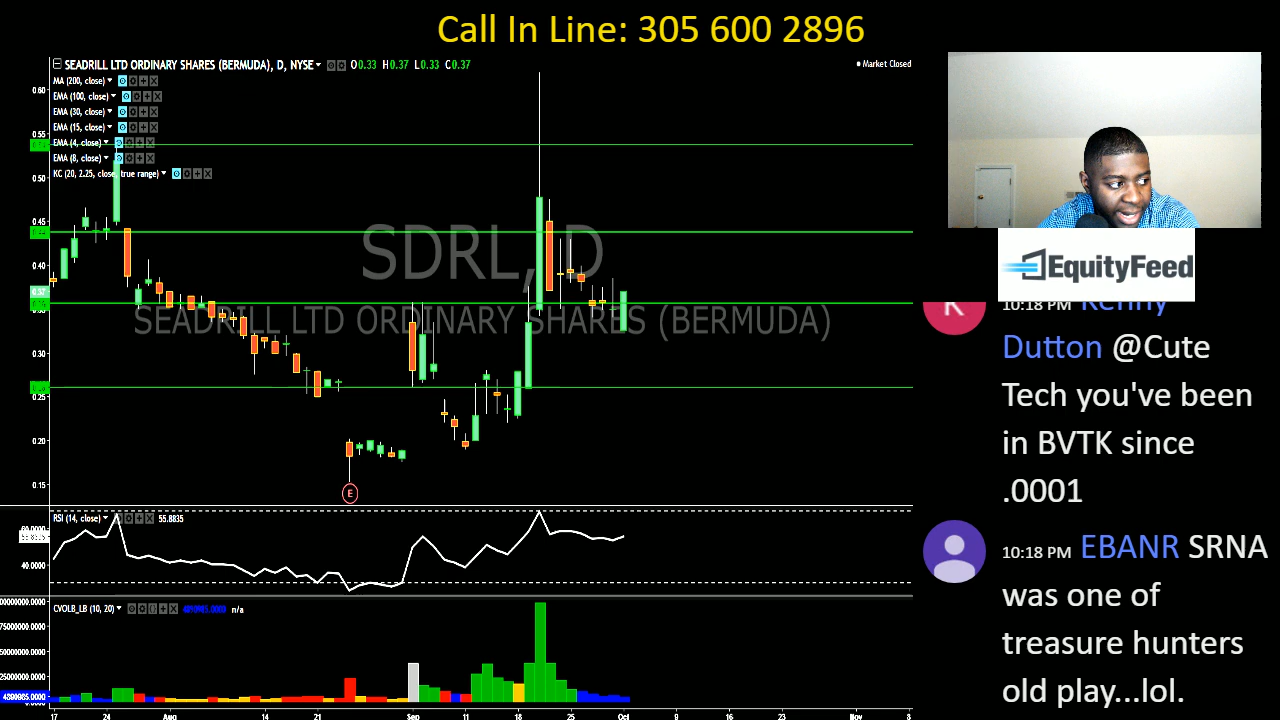 Call In Line: 305 600 2896
SEADRILL LTD ORDINARY SHARES (BERMUDA), D, NYSE O0.33 H0.37 L0.33 C0.37
Market Closed
MA (200, close)
EMA (100, close)
EMA (30, close)
EMA (15, close)
EMA (4, close)
EMA (8, close)
KC (20, 2.25, close, true range)
0.60
0.55
0.50
0.45
0.40
0.37
0.30
0.25
0.20
0.15
SDRL, D
SEADRILL LTD ORDINARY SHARES (BERMUDA)
E
RSI (14, close) 55.8835
40.0000
CVOLB_LB (10, 20) 4890985.0000 n/a
4890985.0000
17 24 Aug 14 21 Sep 11 18 25 Oct 9 16 23 Nov 8
EquityFeed
K
10:18 PM Kenny
Dutton @Cute
Tech you've been
in BVTK since
.0001
10:18 PM EBANR SRNA
was one of
treasure hunters
old play...lol.